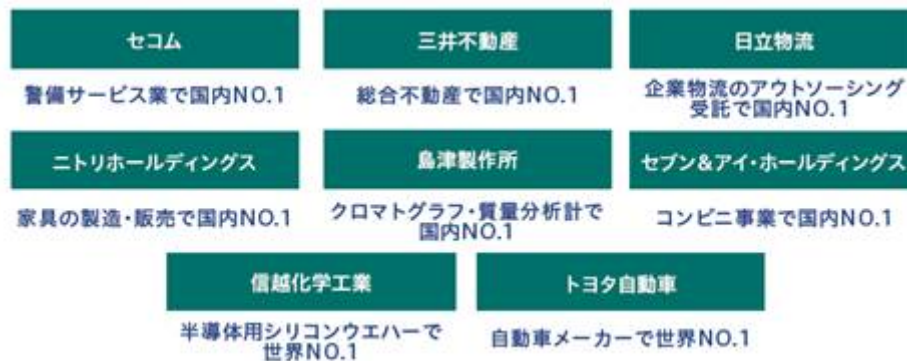 セコム
警備サービス業で国内NO.1
三井不動産
総合不動産で国内NO.1
日立物流
企業物流のアウトソーシング
受託で国内NO.1
ニトリホールディングス
家具の製造・販売で国内NO.1
島津製作所
クロマトグラフ・質量分析計で
国内NO.1
セブン&アイ・ホールディングス
コンビニ事業で国内NO.1
信越化学工業
半導体用シリコンウエハーで
世界NO.1
トヨタ自動車
自動車メーカーで世界NO.1